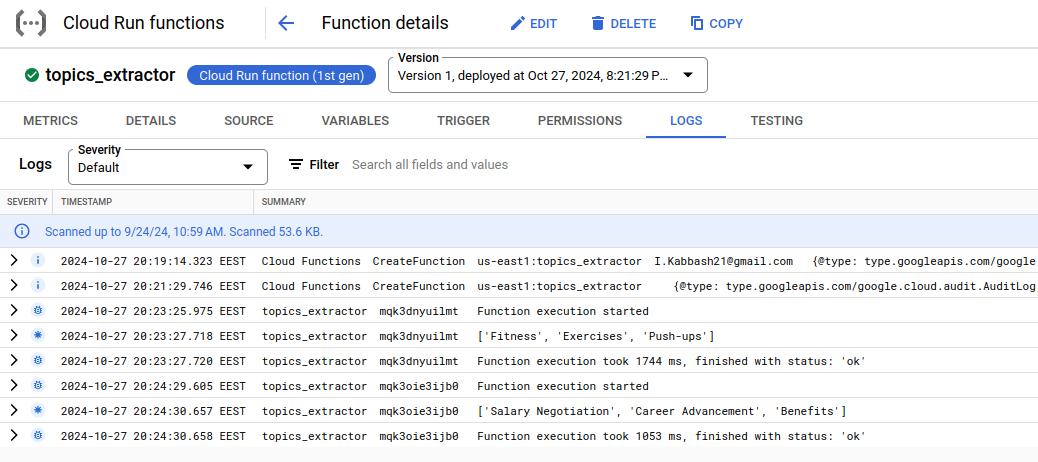 Cloud Run functions Function details EDIT DELETE COPY
topics_extractor Cloud Run function (1st gen) Version Version 1, deployed at Oct 27, 2024, 8:21:29 P...
METRICS DETAILS SOURCE VARIABLES TRIGGER PERMISSIONS LOGS TESTING
Logs Severity Default Filter Search all fields and values
SEVERITY TIMESTAMP SUMMARY
Scanned up to 9/24/24, 10:59 AM. Scanned 53.6 KB.
2024-10-27 20:19:14.323 EEST Cloud Functions CreateFunction us-east1:topics_extractor I.Kabbash21@gmail.com {@type: type.googleapis.com/google
2024-10-27 20:21:29.746 EEST Cloud Functions CreateFunction us-east1:topics_extractor {@type: type.googleapis.com/google.cloud.audit.AuditLog
2024-10-27 20:23:25.975 EEST topics_extractor mqk3dnyuilmt Function execution started
2024-10-27 20:23:27.718 EEST topics_extractor mqk3dnyuilmt ['Fitness', 'Exercises', 'Push-ups']
2024-10-27 20:23:27.720 EEST topics_extractor mqk3dnyuilmt Function execution took 1744 ms, finished with status: 'ok'
2024-10-27 20:24:29.605 EEST topics_extractor mqk3oie3ijb0 Function execution started
2024-10-27 20:24:30.657 EEST topics_extractor mqk3oie3ijb0 ['Salary Negotiation', 'Career Advancement', 'Benefits']
2024-10-27 20:24:30.658 EEST topics_extractor mqk3oie3ijb0 Function execution took 1053 ms, finished with status: 'ok'